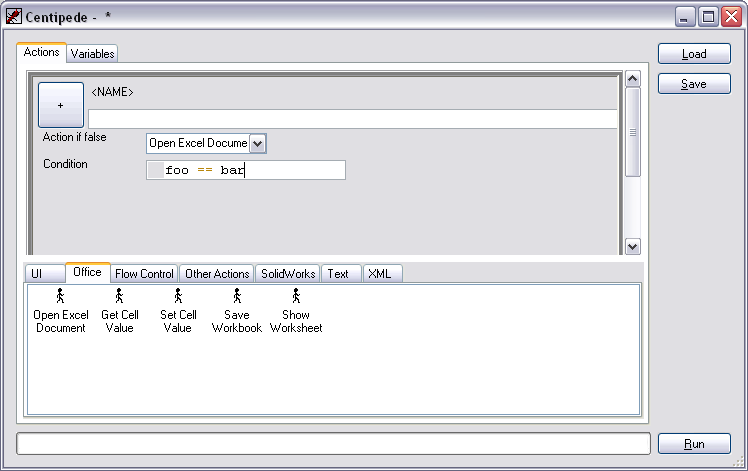 Centipede - *
Actions Variables
Load
Save
+
<NAME>
Action if false
Open Excel Docume
Condition
foo == bar
UI Office Flow Control Other Actions SolidWorks Text XML
Open Excel Document
Get Cell Value
Set Cell Value
Save Workbook
Show Worksheet
Run